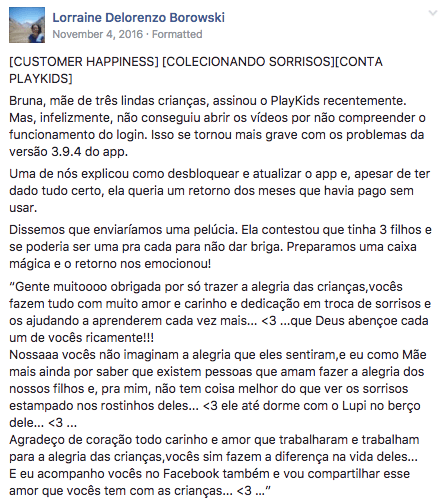 Lorraine Delorenzo Borowski
November 4, 2016 · Formatted
[CUSTOMER HAPPINESS] [COLECIONANDO SORRISOS][CONTA
PLAYKIDS]
Bruna, mãe de três lindas crianças, assinou o PlayKids recentemente.
Mas, infelizmente, não conseguiu abrir os vídeos por não compreender o
funcionamento do login. Isso se tornou mais grave com os problemas da
versão 3.9.4 do app.
Uma de nós explicou como desbloquear e atualizar o app e, apesar de ter
dado tudo certo, ela queria um retorno dos meses que havia pago sem
usar.
Dissemos que enviaríamos uma pelúcia. Ela contestou que tinha 3 filhos e
se poderia ser uma pra cada para não dar briga. Preparamos uma caixa
mágica e o retorno nos emocionou!
“Gente muitoooo obrigada por só trazer a alegria das crianças,vocês
fazem tudo com muito amor e carinho e dedicação em troca de sorrisos e
os ajudando a aprenderem cada vez mais... <3 ...que Deus abençoe cada
um de vocês ricamente!!!
Nossaaa vocês não imaginam a alegria que eles sentiram,e eu como Mãe
mais ainda por saber que existem pessoas que amam fazer a alegria dos
nossos filhos e, pra mim, não tem coisa melhor do que ver os sorrisos
estampado nos rostinhos deles... <3 ele até dorme com o Lupi no berço
dele... <3 ...
Agradeço de coração todo carinho e amor que trabalharam e trabalham
para a alegria das crianças,vocês sim fazem a diferença na vida deles...
E eu acompanho vocês no Facebook também e vou compartilhar esse
amor que vocês tem com as crianças... <3 ...”